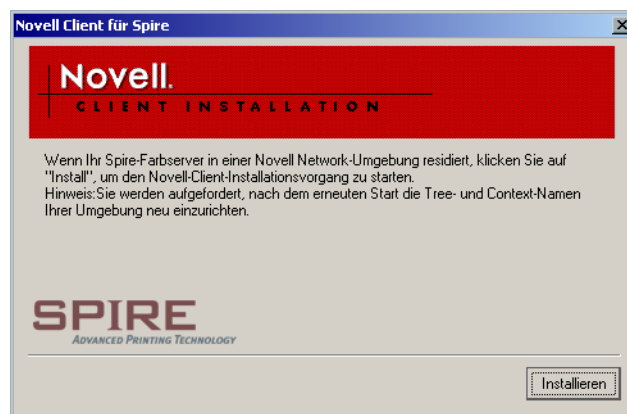 Novell Client für Spire
Novell.
CLIENT INSTALLATION
Wenn Ihr Spire-Farbserver in einer Novell Network-Umgebung residiert, klicken Sie auf
"Install", um den Novell-Client-Installationsvorgang zu starten.
Hinweis:Sie werden aufgefordert, nach dem erneuten Start die Tree- und Context-Namen
Ihrer Umgebung neu einzurichten.
SPIRE
ADVANCED PRINTING TECHNOLOGY
Installieren